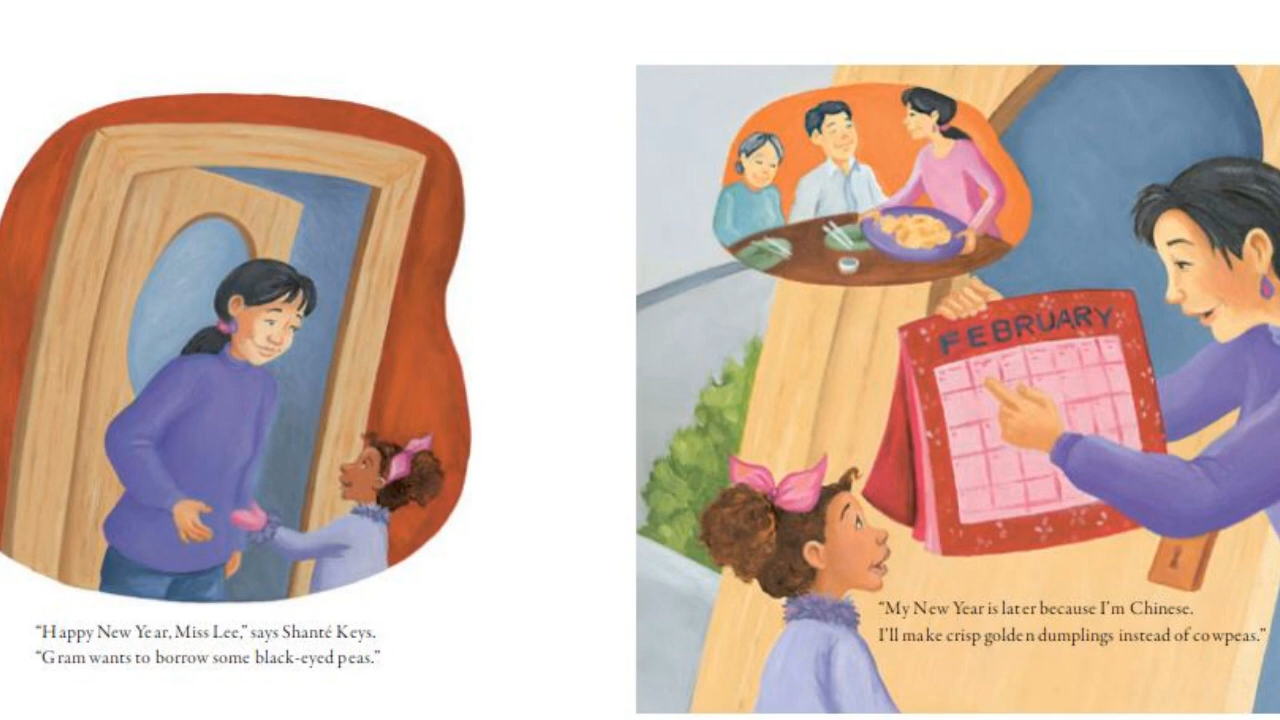 "Happy New Year, Miss Lee," says Shanté Keys.
"Gram wants to borrow some black-eyed peas."
FEBRUARY
"My New Year is later because I'm Chinese.
I'll make crisp golden dumplings instead of cowpeas."